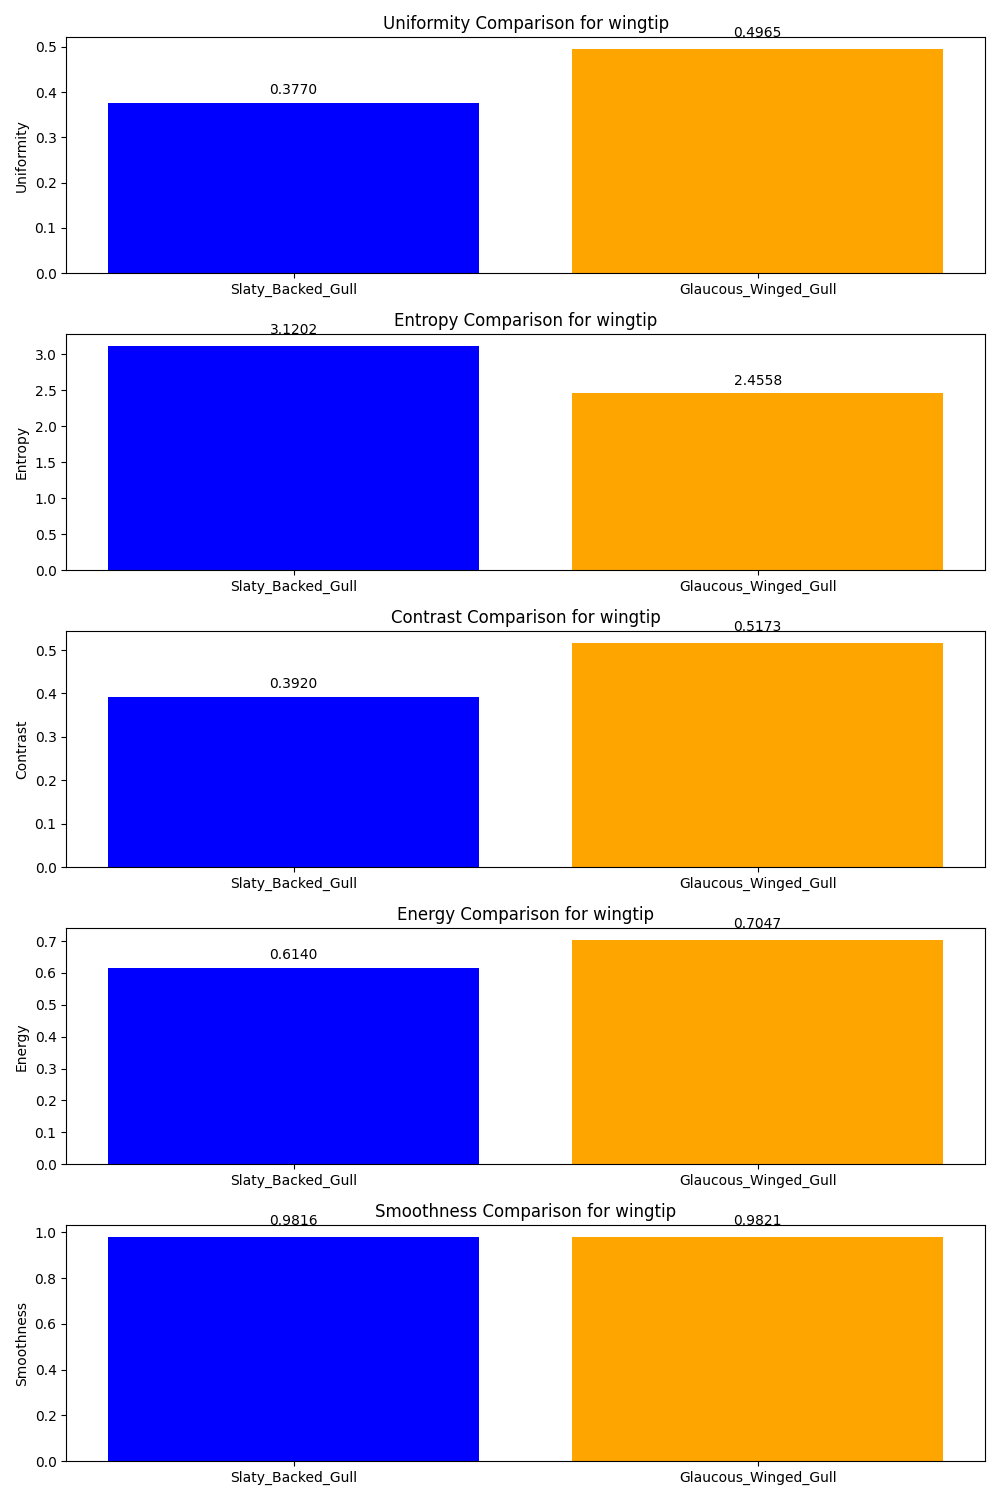 Uniformity Comparison for wingtip
0.4965
0.5
0.3770
0.4
0.3
Uniformity
0.2
0.1
0.0
Slaty_Backed_Gull Glaucous_Winged_Gull
Entropy Comparison for wingtip
3.1202
3.0
2.4558
2.5
2.0
Entropy
1.5
1.0
0.5
0.0
Slaty_Backed_Gull Glaucous_Winged_Gull
Contrast Comparison for wingtip
0.5173
0.5
0.3920
0.4
0.3
Contrast
0.2
0.1
0.0
Slaty_Backed_Gull Glaucous_Winged_Gull
Energy Comparison for wingtip
0.7047
0.7
0.6140
0.6
0.5
0.4
Energy
0.3
0.2
0.1
0.0
Slaty_Backed_Gull Glaucous_Winged_Gull
Smoothness Comparison for wingtip
0.9816 0.9821
1.0
0.8
0.6
Smoothness
0.4
0.2
0.0
Slaty_Backed_Gull Glaucous_Winged_Gull